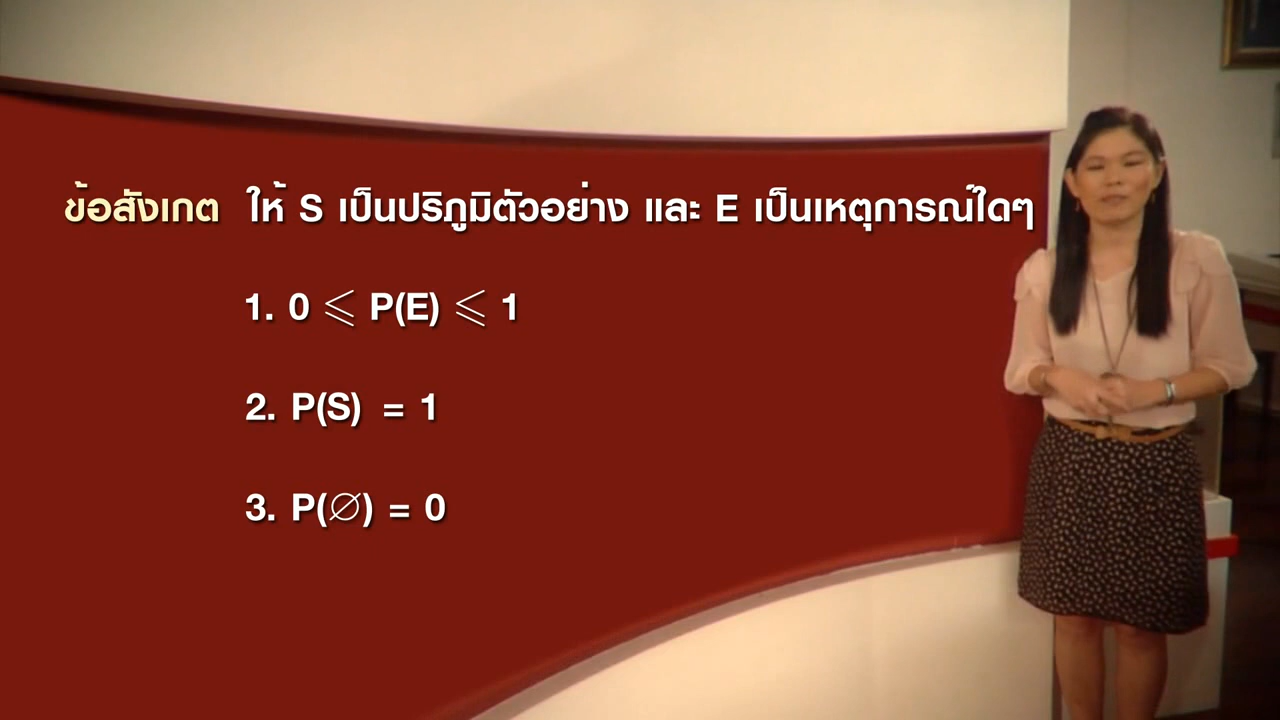 ข้อสังเกต ให้ S เป็นปริภูมิตัวอย่าง และ E เป็นเหตุการณ์ใดๆ
1. 0 ⩽ P(E) ⩽ 1
2. P(S) = 1
3. P(∅) = 0